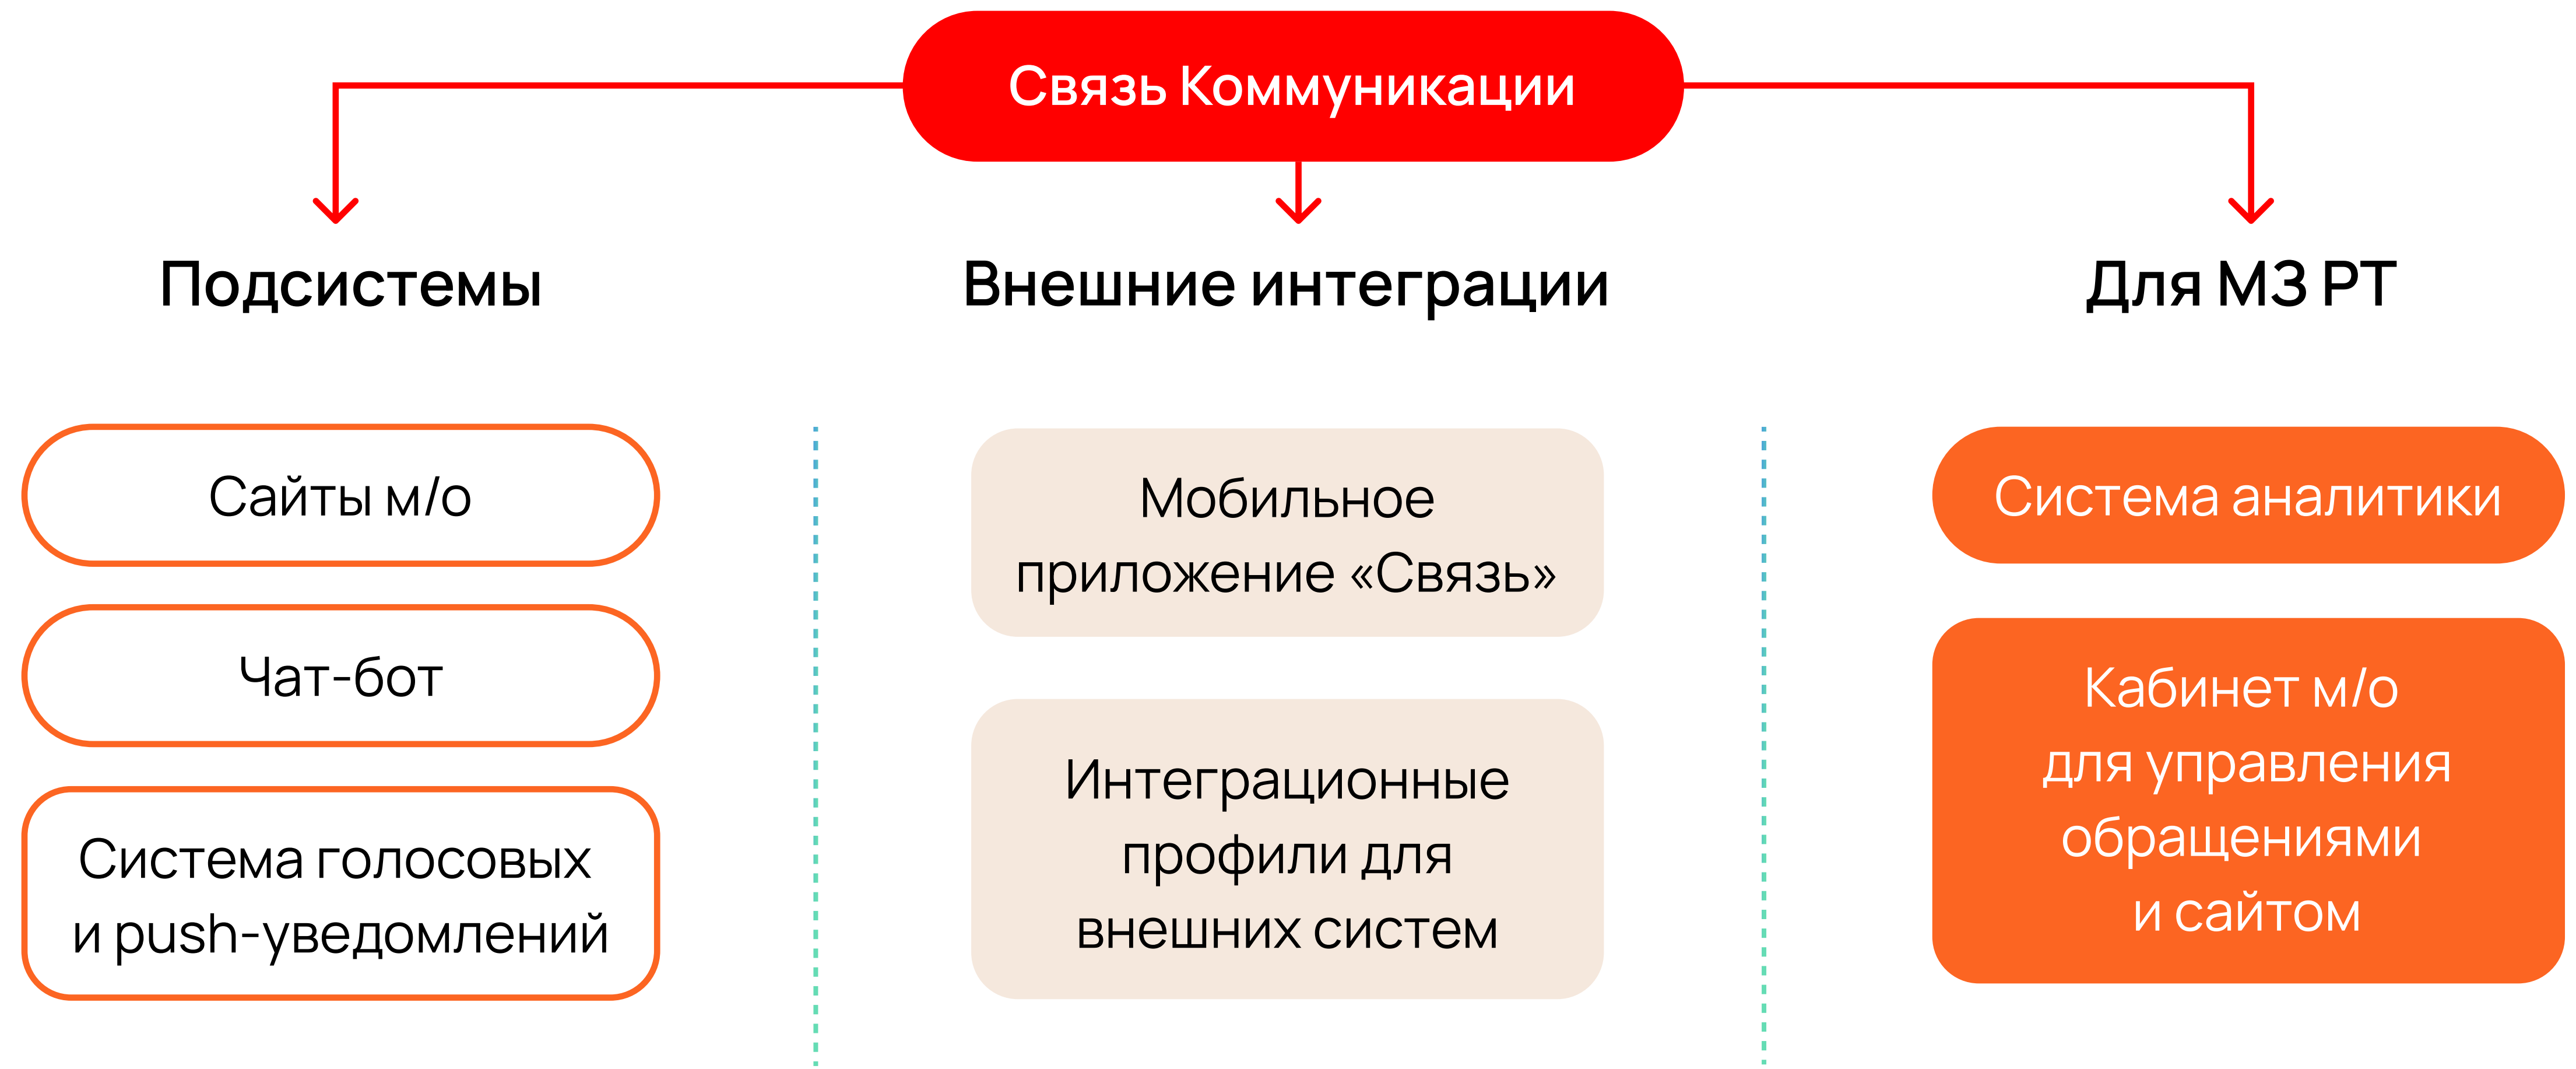 Связь Коммуникации
Подсистемы
Внешние интеграции
Для МЗ РТ
Сайты м/о
Чат-бот
Система голосовых
и push-уведомлений
Мобильное
приложение «Связь»
Интеграционные
профили для
внешних систем
Система аналитики
Кабинет м/о
для управления
обращениями
и сайтом